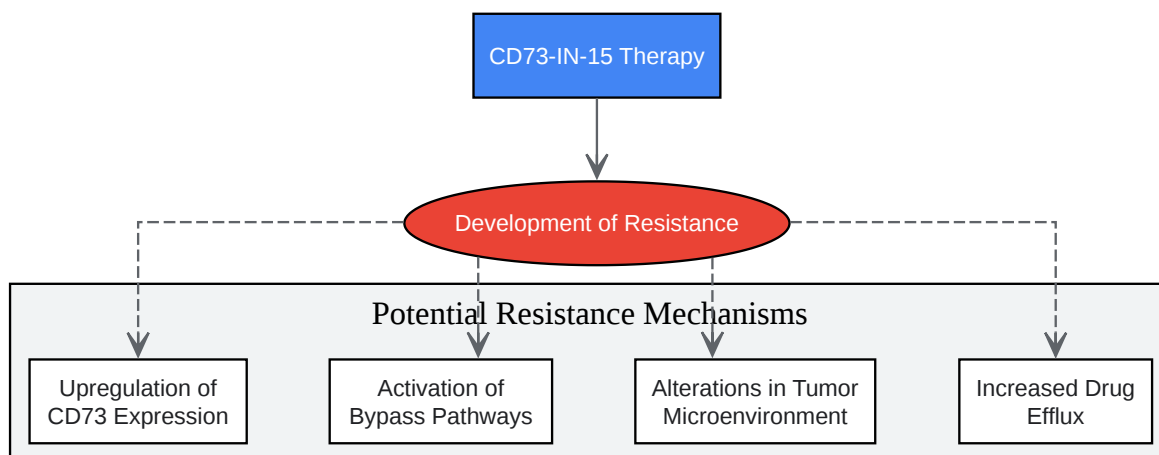 CD73-IN-15 Therapy
Development of Resistance
Potential Resistance Mechanisms
Upregulation of
CD73 Expression
Activation of
Bypass Pathways
Alterations in Tumor
Microenvironment
Increased Drug
Efflux